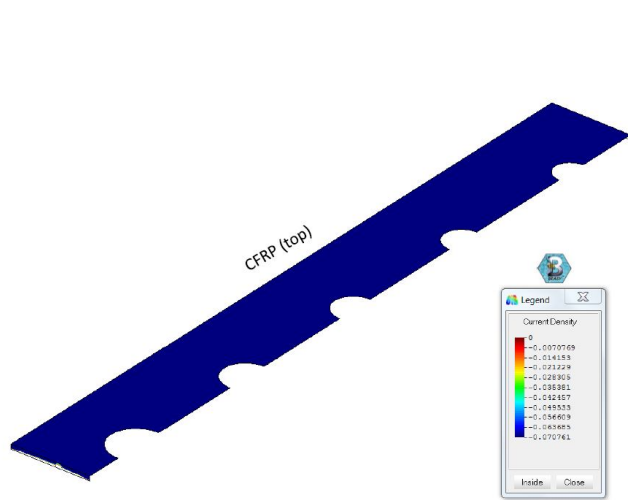 CFRP (top)
Legend
Current Density
0
-0.0070769
-0.014153
-0.021229
-0.028305
-0.035381
-0.042457
-0.049533
-0.056609
-0.063685
-0.070761
Inside Close